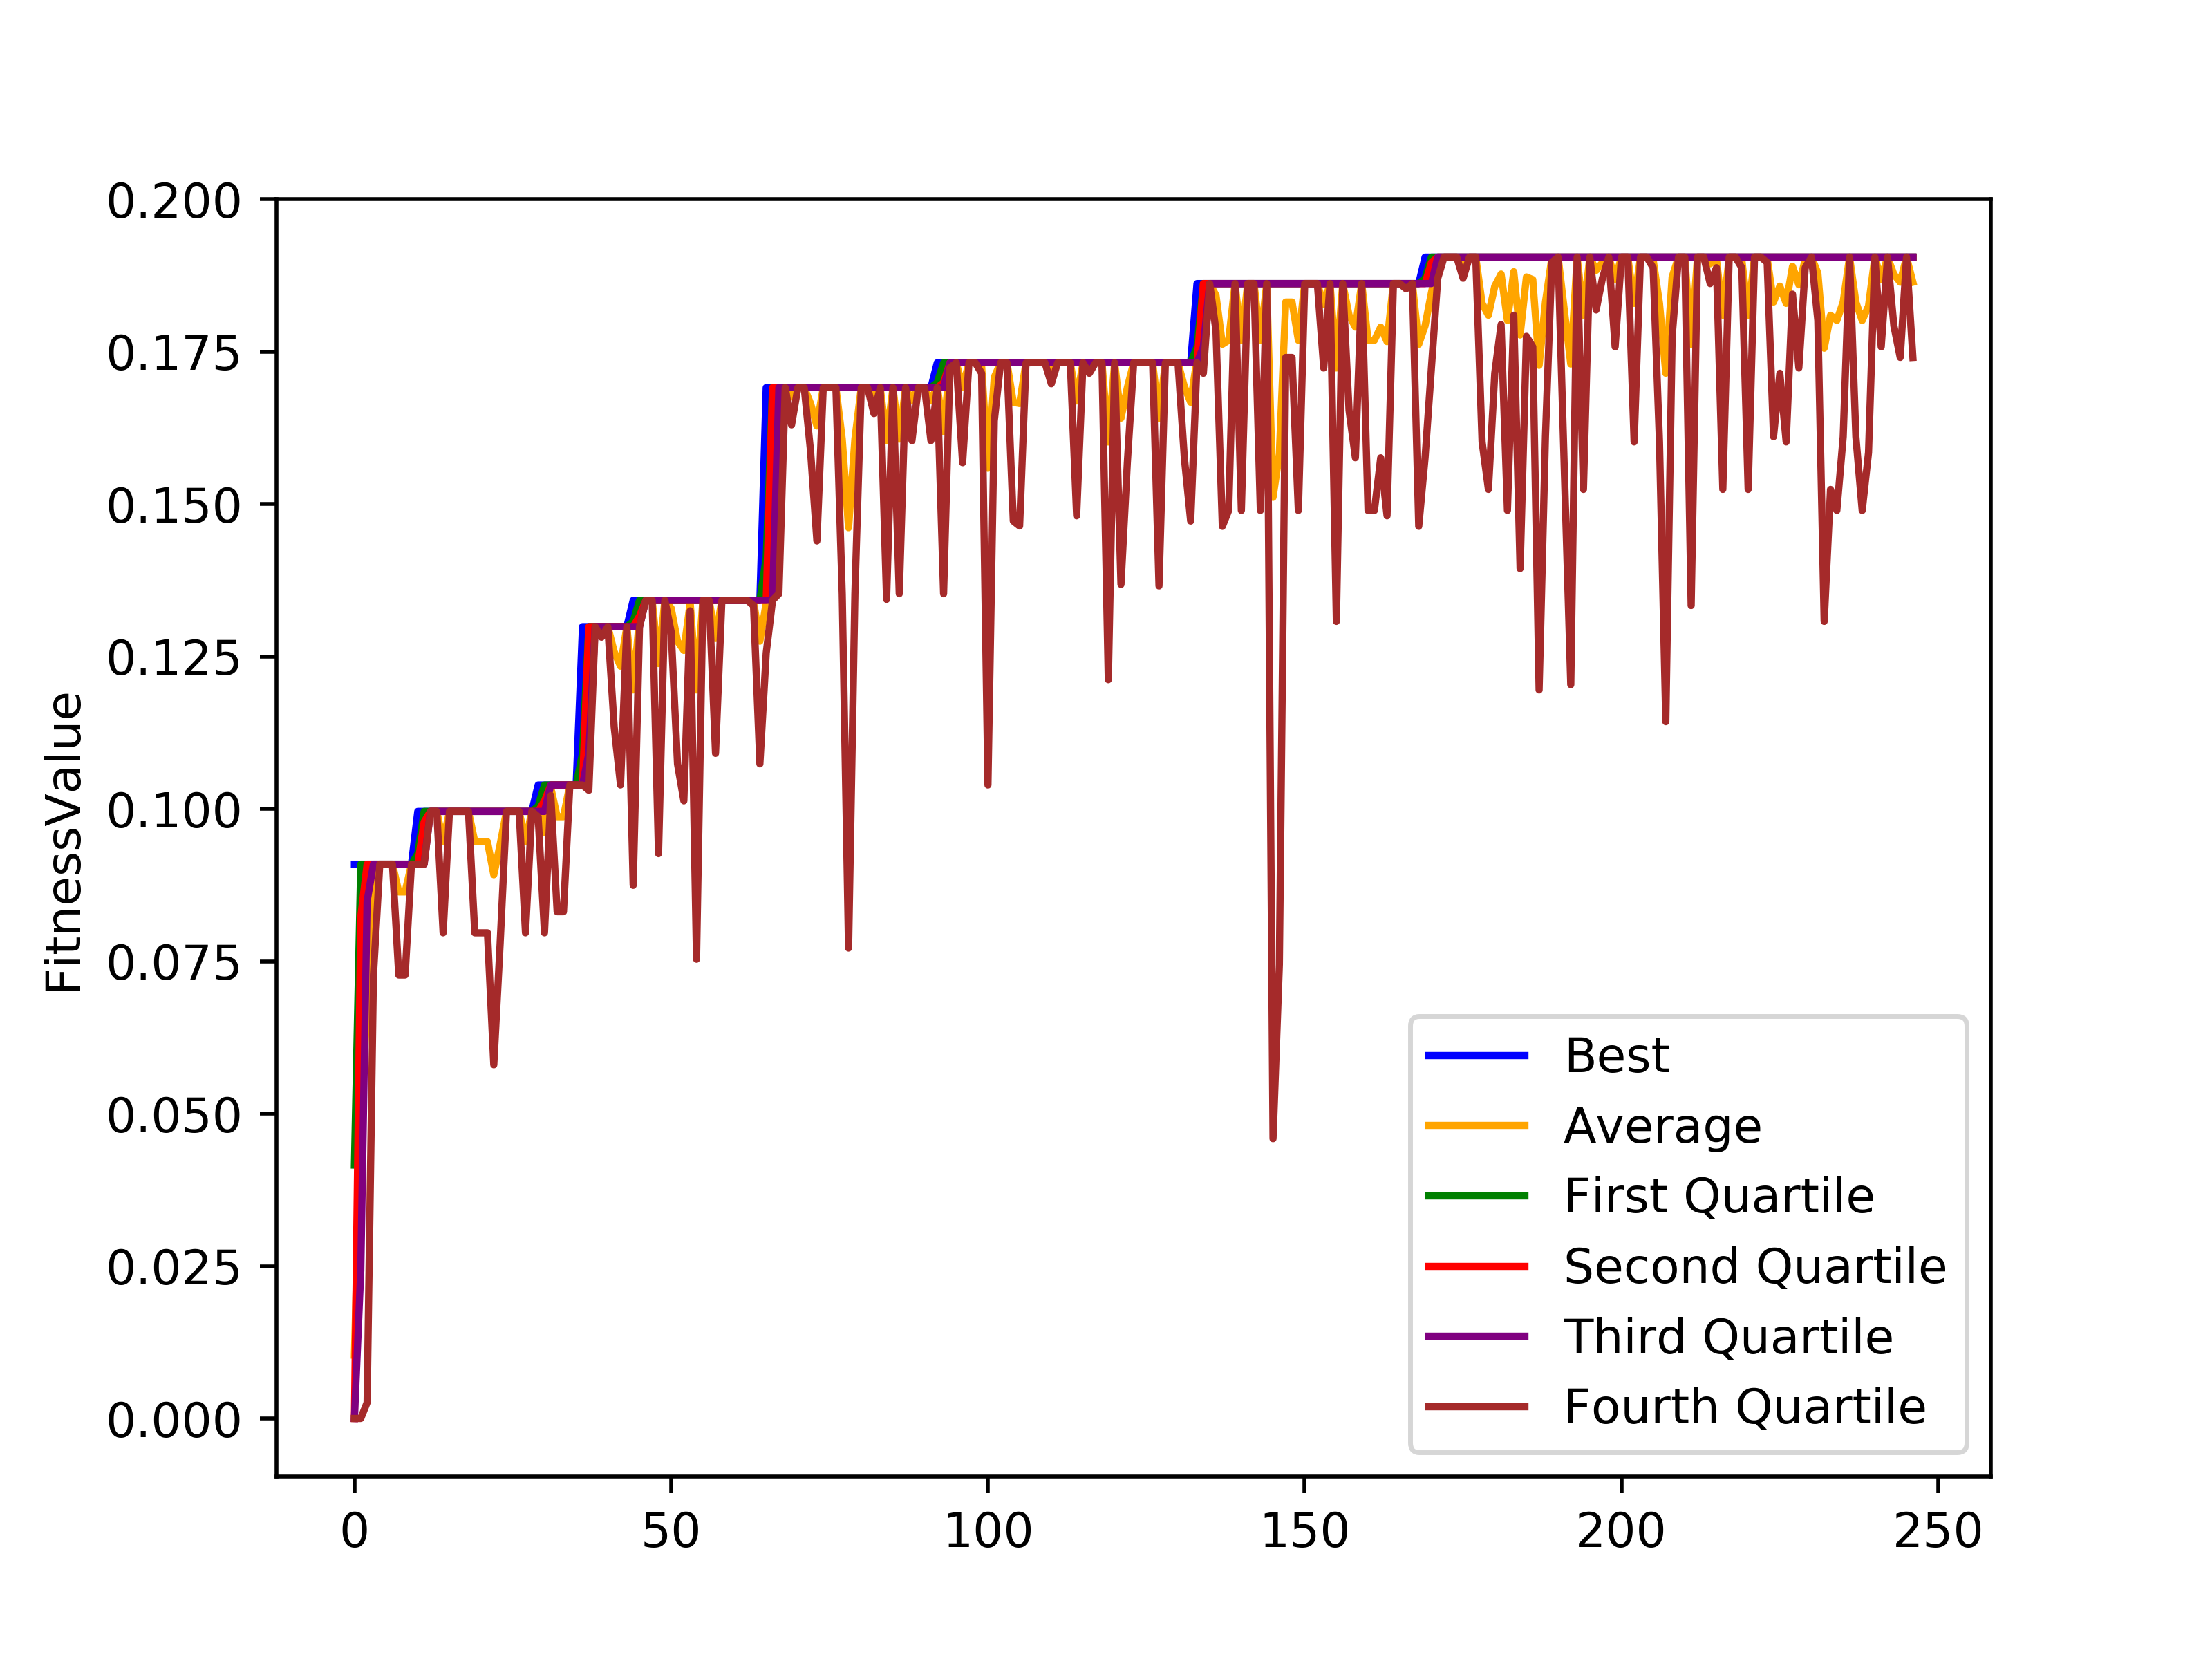 0.200
0.175
0.150
0.125
0.100
0.075
0.050
0.025
0.000
FitnessValue
0 50 100 150 200 250
Best
Average
First Quartile
Second Quartile
Third Quartile
Fourth Quartile